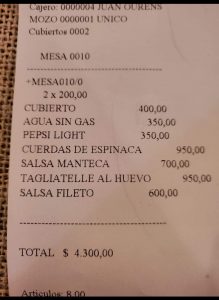 Cajero: 0000004 JUAN OURENS
MOZO 0000001 UNICO
Cubiertos 0002
MESA 0010
+MESA010/0
2 x 200,00
CUBIERTO 400,00
AGUA SIN GAS 350,00
PEPSI LIGHT 350,00
CUERDAS DE ESPINACA 950,00
SALSA MANTECA 700,00
TAGLIATELLE AL HUEVO 950,00
SALSA FILETO 600,00
TOTAL $ 4.300,00
Articulos: 8.00